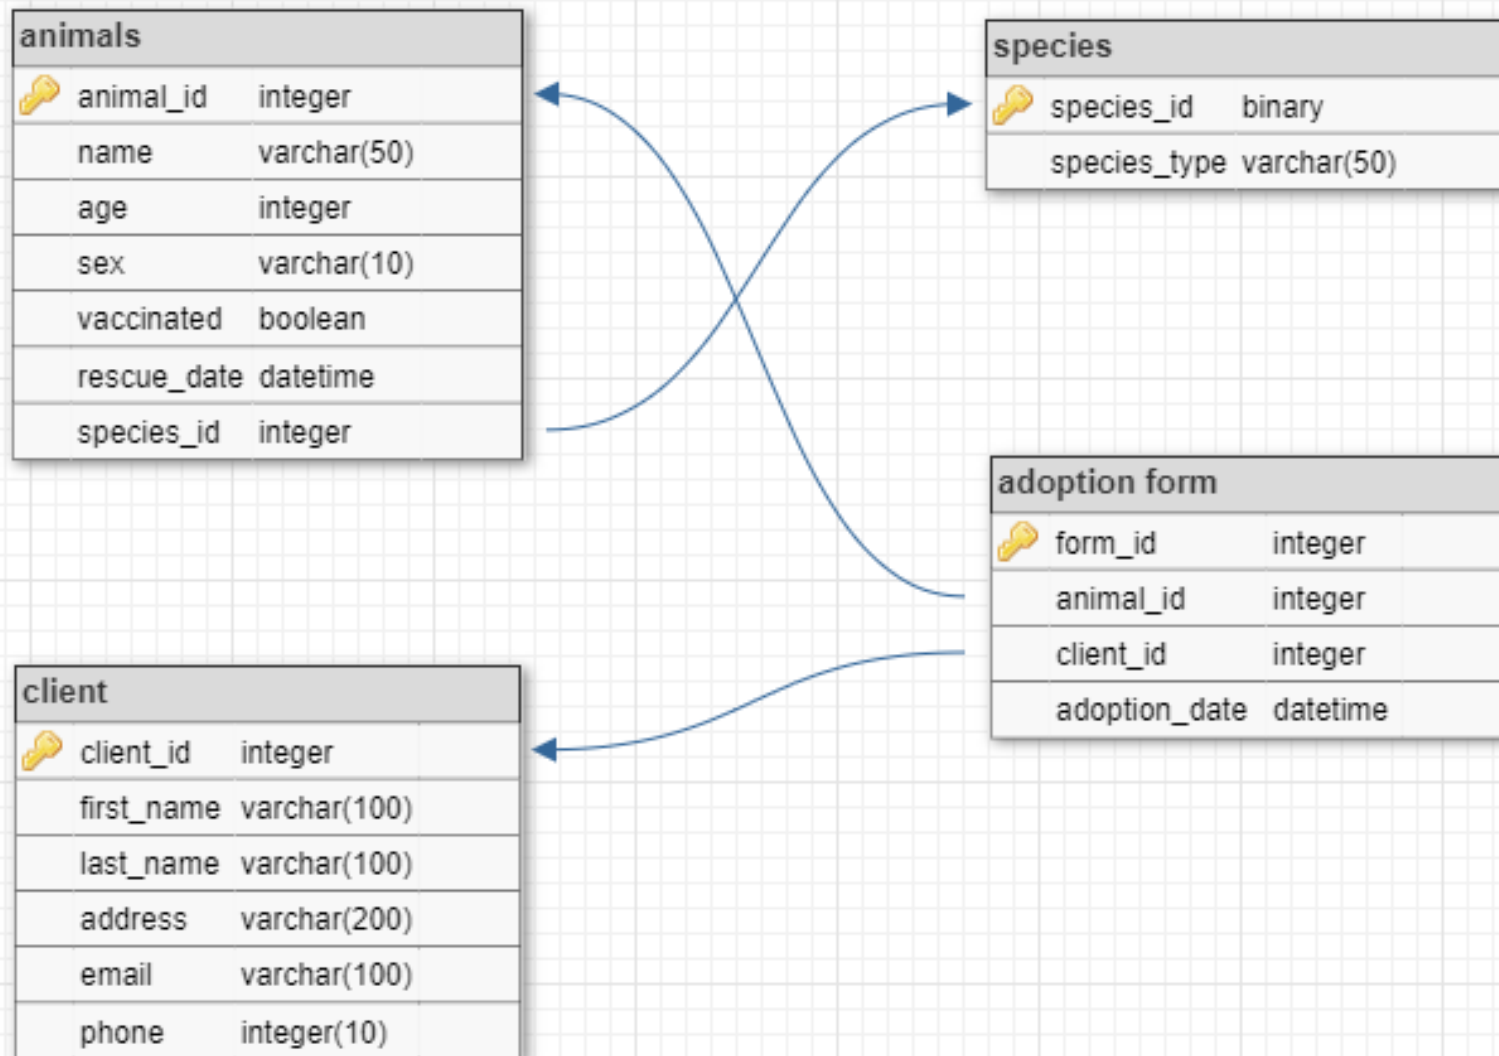 animals
animal_id integer
name varchar(50)
age integer
sex varchar(10)
vaccinated boolean
rescue_date datetime
species_id integer
species
species_id binary
species_type varchar(50)
adoption form
form_id integer
animal_id integer
client_id integer
adoption_date datetime
client
client_id integer
first_name varchar(100)
last_name varchar(100)
address varchar(200)
email varchar(100)
phone integer(10)